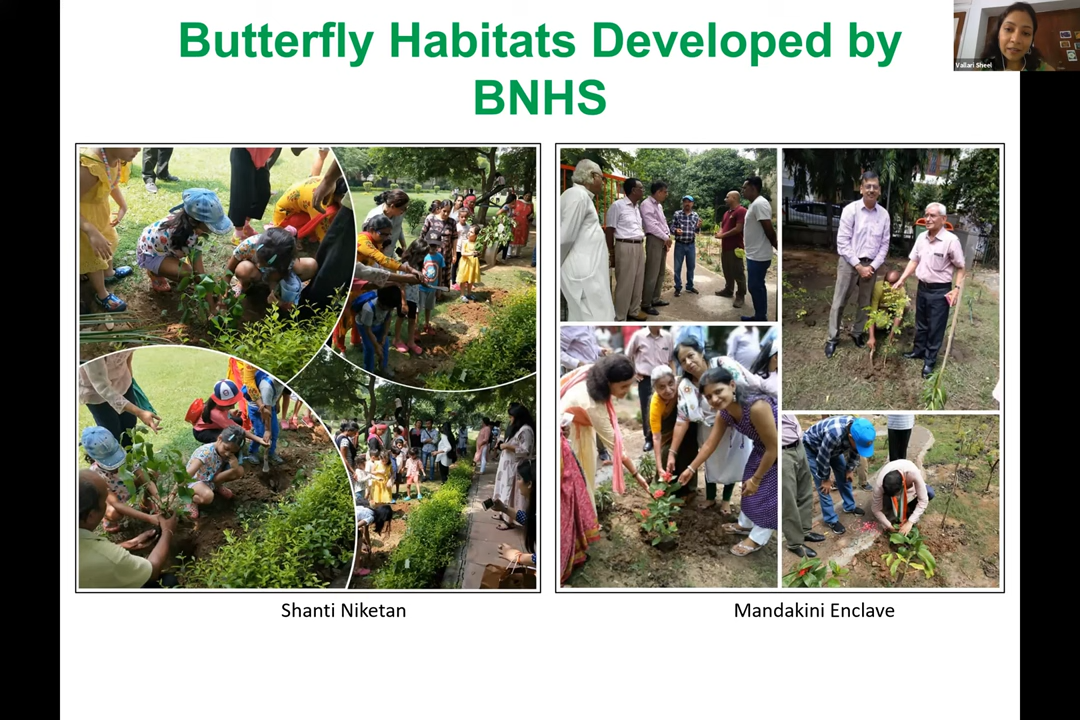 Butterfly Habitats Developed by
BNHS
Vallari Sheel
Shanti Niketan
Mandakini Enclave